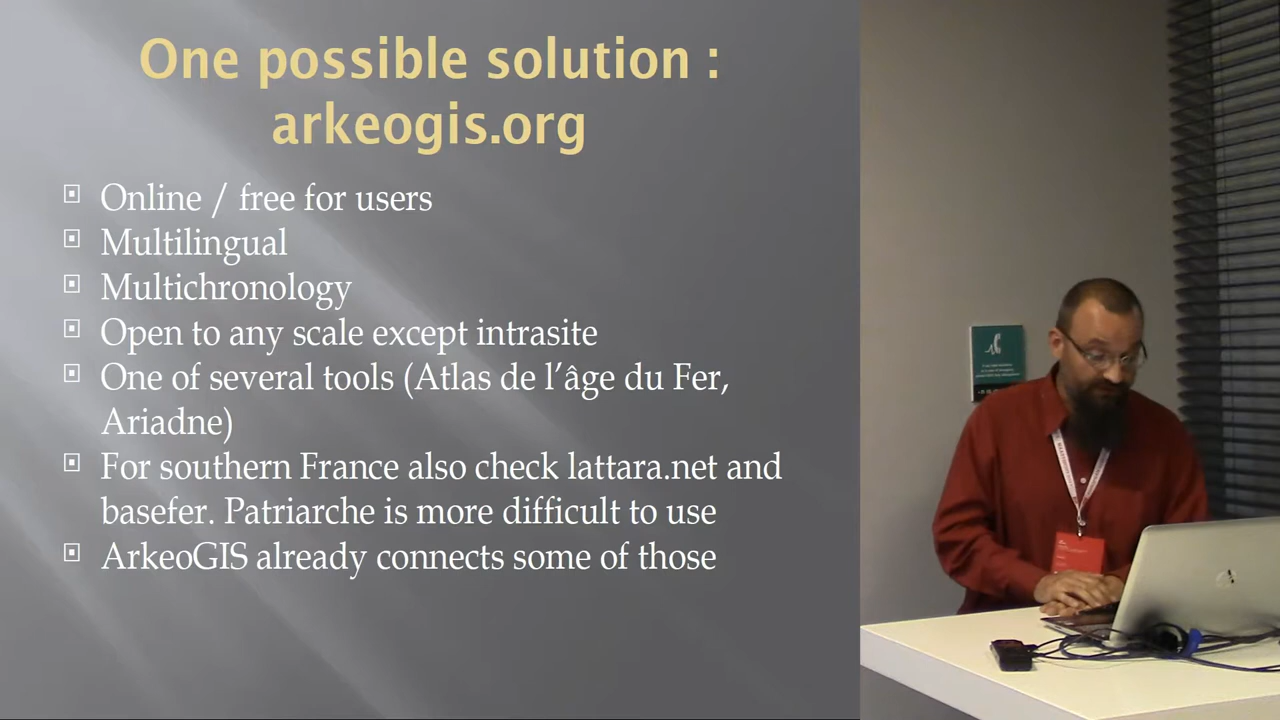 One possible solution :
arkeogis.org
Online / free for users
Multilingual
Multichronology
Open to any scale except intrasite
One of several tools (Atlas de l’âge du Fer,
Ariadne)
For southern France also check lattara.net and
basefer. Patriarche is more difficult to use
ArkeoGIS already connects some of those